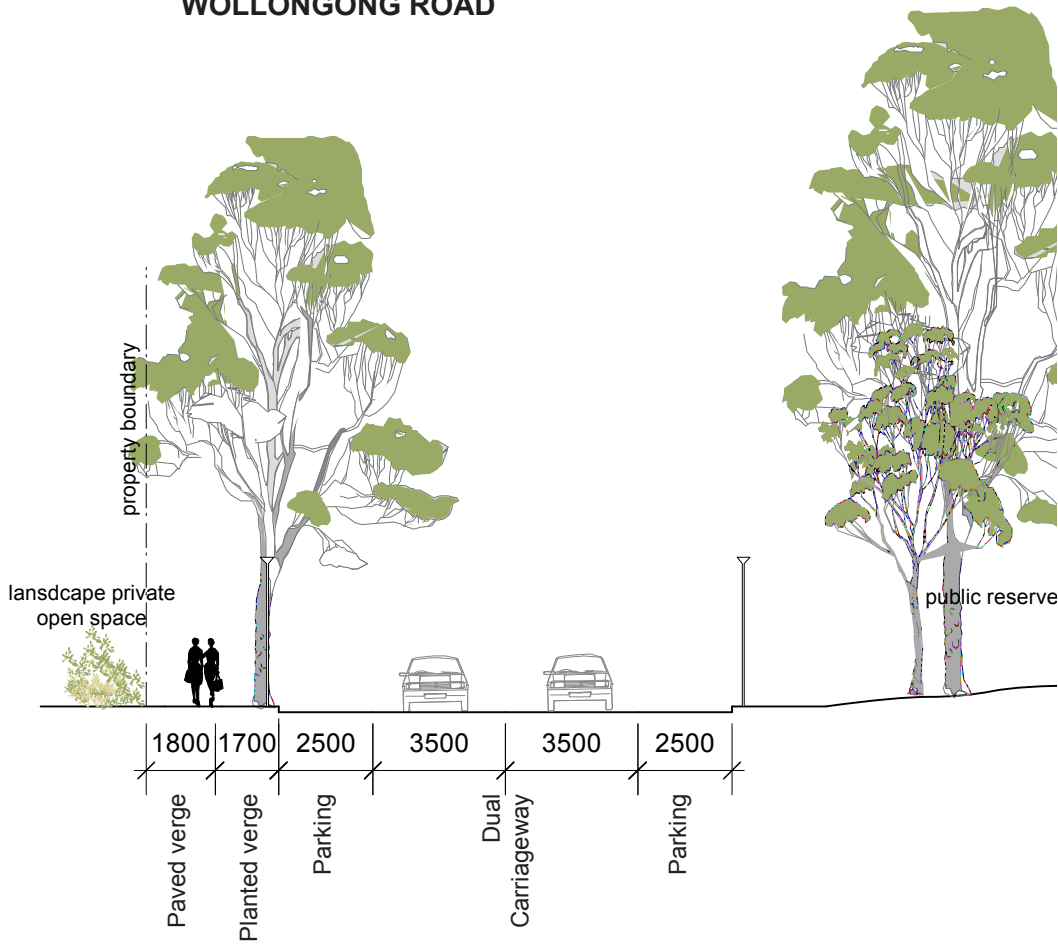 WOLLONGONG ROAD
property boundary
lansdcape private
open space
public reserve
1800 1700 2500 3500 3500 2500
Paved verge
Planted verge
Parking
Dual
Carriageway
Parking